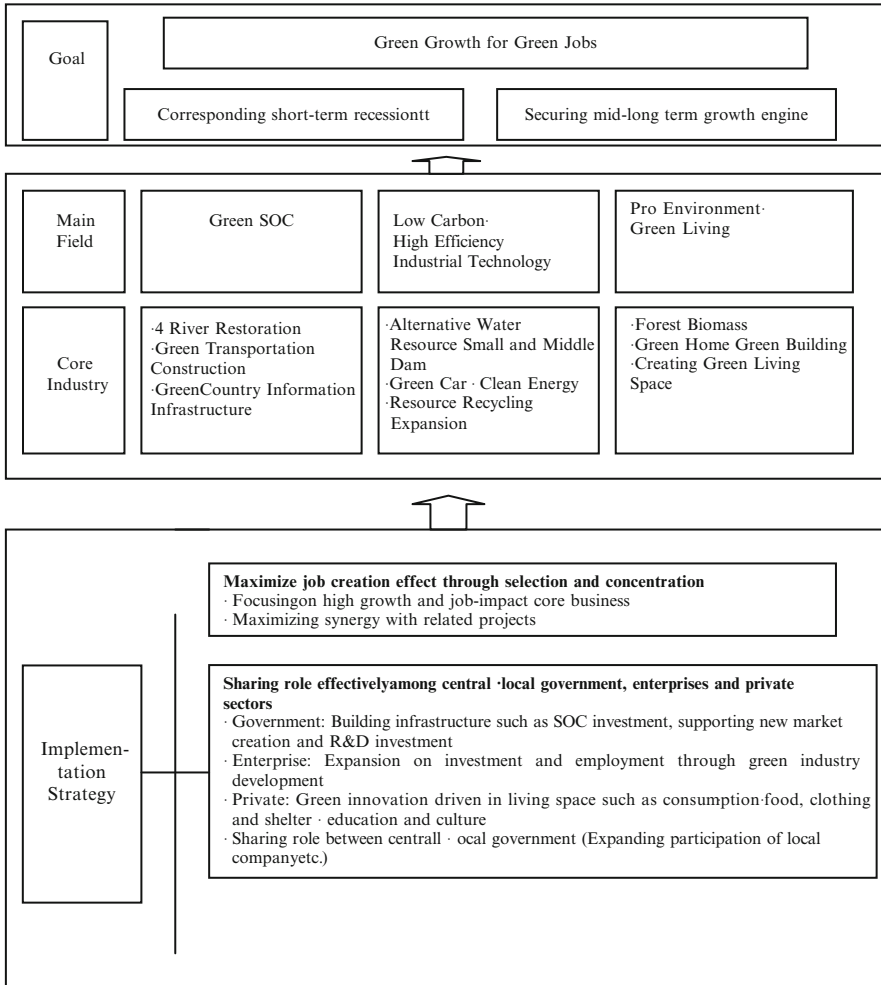 Goal
Green Growth for Green Jobs
Corresponding short-term recessiontt
Securing mid-long term growth engine
Main
Field
Green SOC
Low Carbon·
High Efficiency
Industrial Technology
Pro Environment·
Green Living
Core
Industry
·4 River Restoration
·Green Transportation
Construction
·GreenCountry Information
Infrastructure
·Alternative Water
Resource Small and Middle
Dam
·Green Car · Clean Energy
·Resource Recycling
Expansion
·Forest Biomass
·Green Home Green Building
·Creating Green Living
Space
Implemen-
tation
Strategy
Maximize job creation effect through selection and concentration
· Focusingon high growth and job-impact core business
· Maximizing synergy with related projects
Sharing role effectivelyamong central ·local government, enterprises and private
sectors
· Government: Building infrastructure such as SOC investment, supporting new market
creation and R&D investment
· Enterprise: Expansion on investment and employment through green industry
development
· Private: Green innovation driven in living space such as consumption·food, clothing
and shelter · education and culture
· Sharing role between centrall · ocal government (Expanding participation of local
companyetc.)